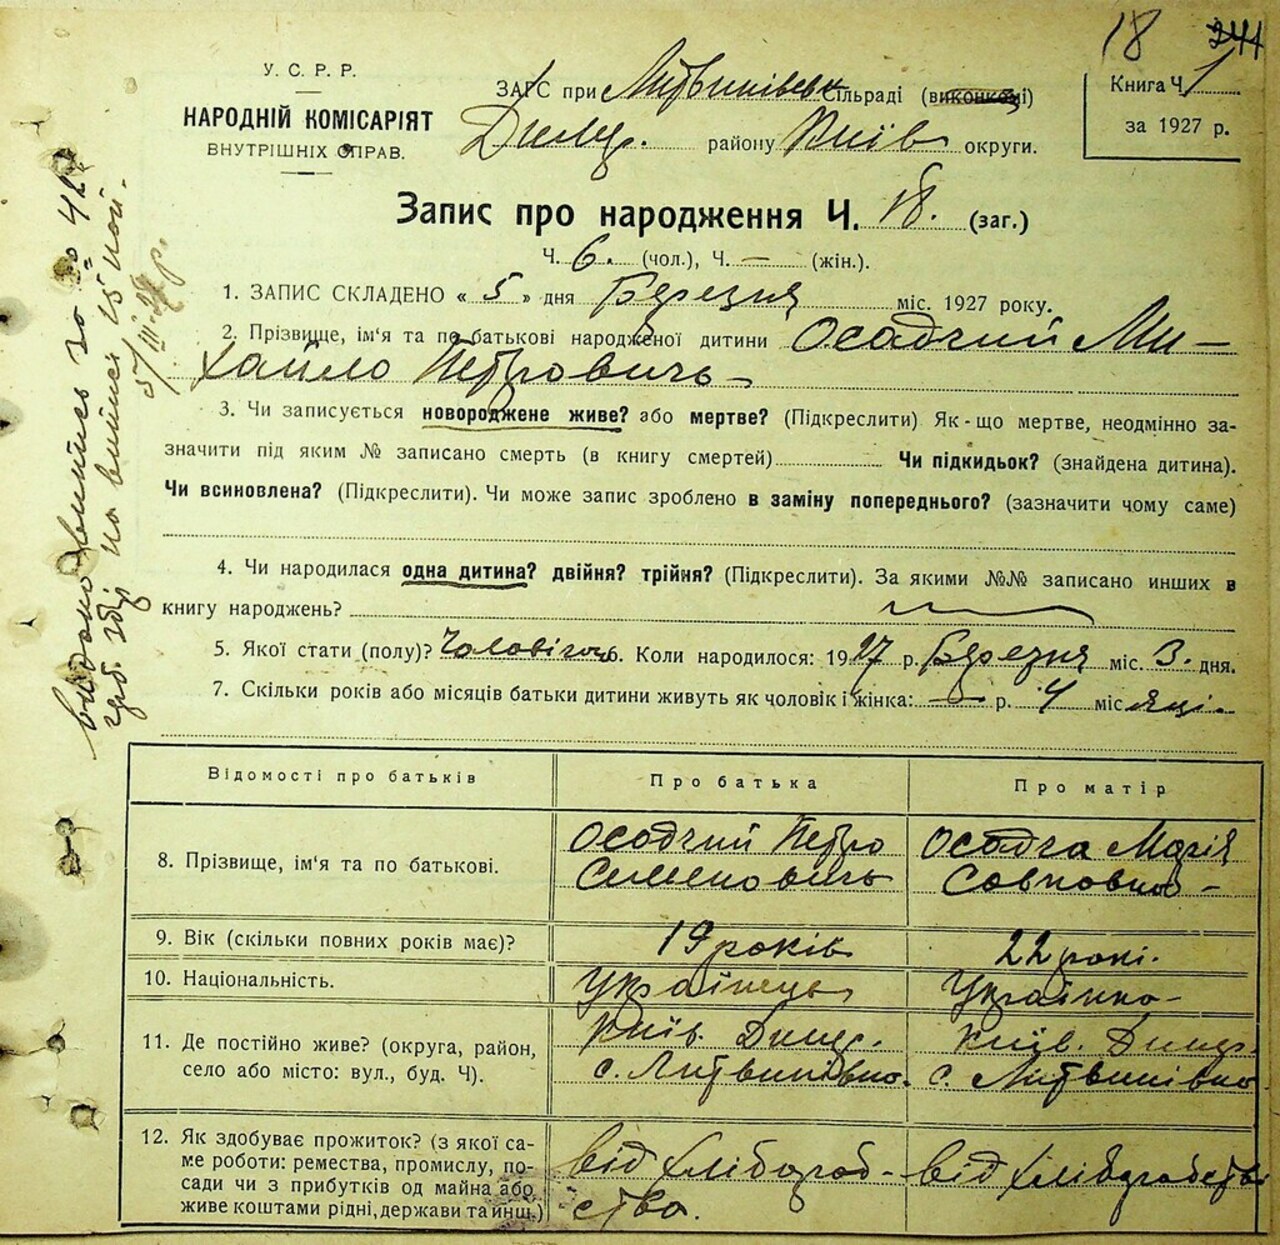 18 244
У. С. Р. Р.
НАРОДНІЙ КОМІСАРІЯТ
ВНУТРІШНІХ СПРАВ.
ЗАГС при Литвинівськ Сільраді (виконкомі)
Димер. району Київ округи.
Книга Ч. 1
за 1927 р.
Запис про народження Ч. 18. (заг.)
Ч. 6. (чол.), Ч. — (жін.).
1. ЗАПИС СКЛАДЕНО « 5 » дня Березня міс. 1927 року.
2. Прізвище, ім'я та по батькові народженої дитини Осадчий Ми-
хайло Петровичь
3. Чи записується новороджене живе? або мертве? (Підкреслити) Як-що мертве, неодмінно за-
значити під яким № записано смерть (в книгу смертей) Чи підкидьок? (знайдена дитина).
Чи всиновлена? (Підкреслити). Чи може запис зроблено в заміну попереднього? (зазначити чому саме)
4. Чи народилася одна дитина? двійня? трійня? (Підкреслити). За якими №№ записано инших в
книгу народжень?
5. Якої стати (полу)? Чоловічоь 6. Коли народилося: 1927 р. Березня міс. 3. дня.
7. Скільки років або місяців батьки дитини живуть як чоловік і жінка: — р. 4 місяці.
Відомості про батьків Про батька Про матір
8. Прізвище, ім'я та по батькові. Осадчий Петро Семеновичь Осадча Марія Савковна
9. Вік (скільки повних років має)? 19 років 22 рокі.
10. Національність. Українець Українка
11. Де постійно живе? (округа, район, Київ. Димер. Київ. Димер.
село або місто: вул., буд. Ч). с. Литвинівка. с. Литвинівка
12. Як здобуває прожиток? (з якої са-
ме роботи: ремества, промислу, по- від хлібороб- від хліборобства
сади чи з прибутків од майна або
живе коштами рідні, держави та инш.) ства.